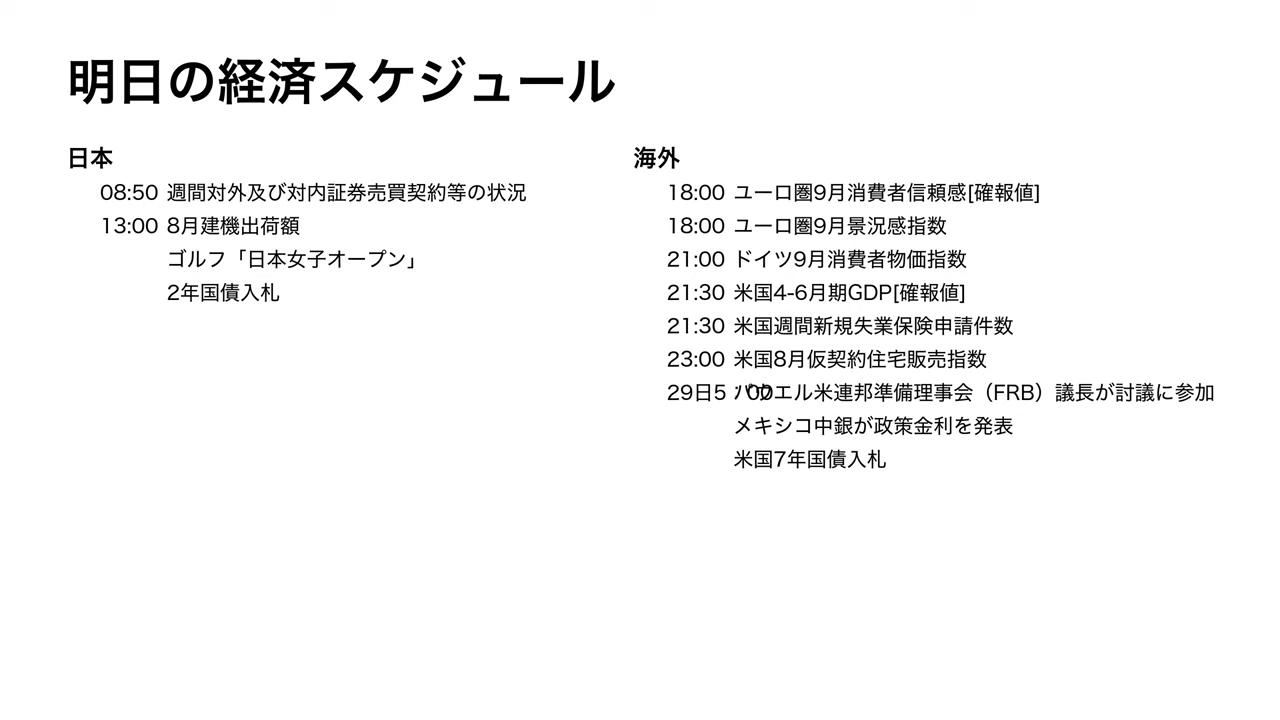 明日の経済スケジュール
日本
08:50 週間対外及び対内証券売買契約等の状況
13:00 8月建機出荷額
ゴルフ「日本女子オープン」
2年国債入札
海外
18:00 ユーロ圏9月消費者信頼感[確報値]
18:00 ユーロ圏9月景況感指数
21:00 ドイツ9月消費者物価指数
21:30 米国4-6月期GDP[確報値]
21:30 米国週間新規失業保険申請件数
23:00 米国8月仮契約住宅販売指数
29日5:00 パウエル米連邦準備理事会（FRB）議長が討議に参加
メキシコ中銀が政策金利を発表
米国7年国債入札